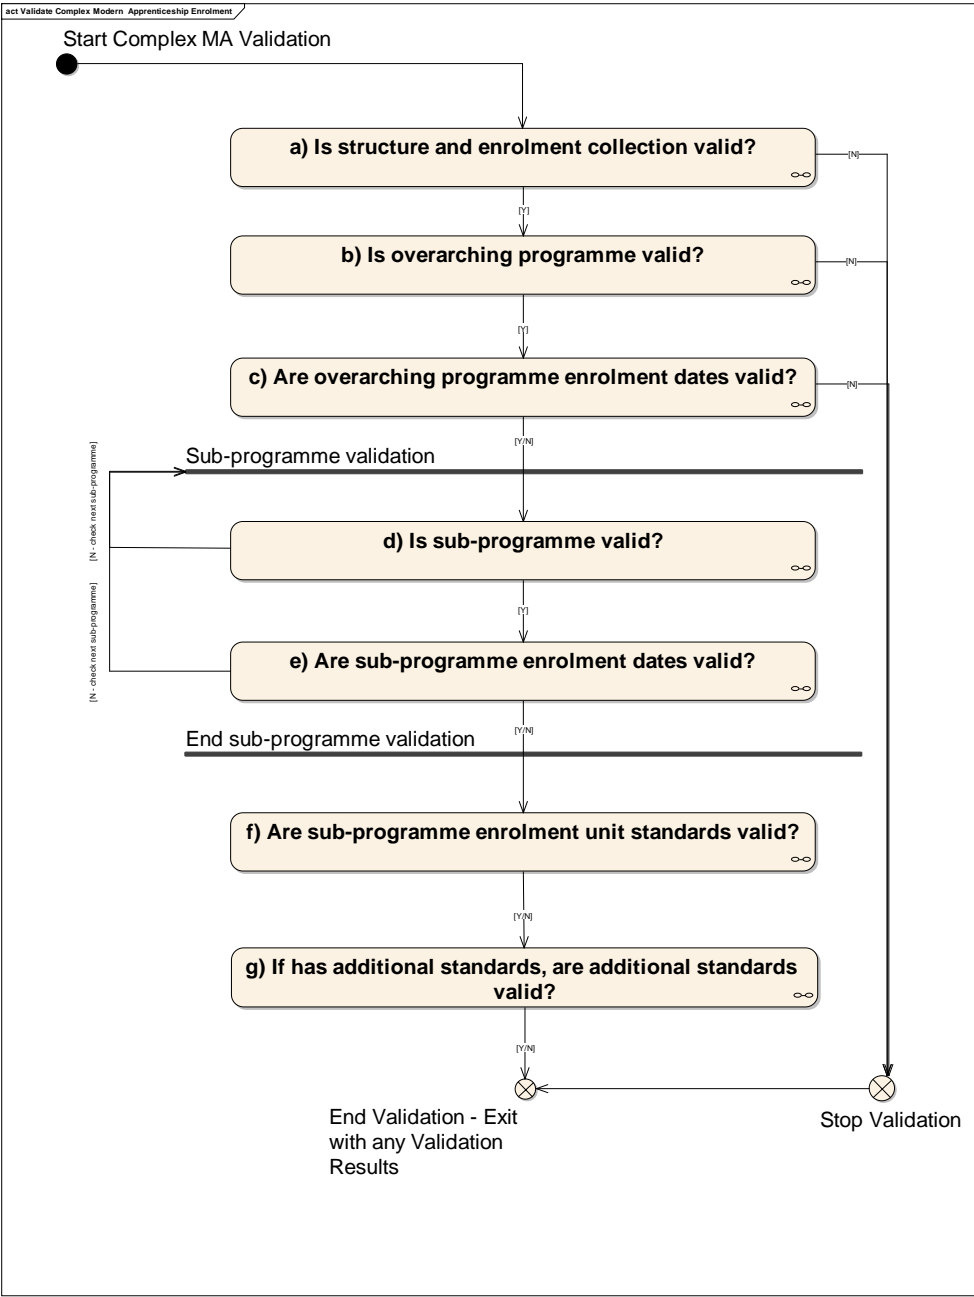 act Validate Complex Modern  Apprenticeship Enrolment
Start Complex MA Validation
a) Is structure and enrolment collection valid?
[N]
[Y]
b) Is overarching programme valid?
[N]
[Y]
c) Are overarching programme enrolment dates valid?
[N]
[Y/N]
Sub-programme validation
[N - check next sub-programme]
d) Is sub-programme valid?
[Y]
[N - check next sub-programme]
e) Are sub-programme enrolment dates valid?
[Y/N]
End sub-programme validation
f) Are sub-programme enrolment unit standards valid?
[Y/N]
g) If has additional standards, are additional standards
valid?
[Y/N]
End Validation - Exit
with any Validation
Results
Stop Validation